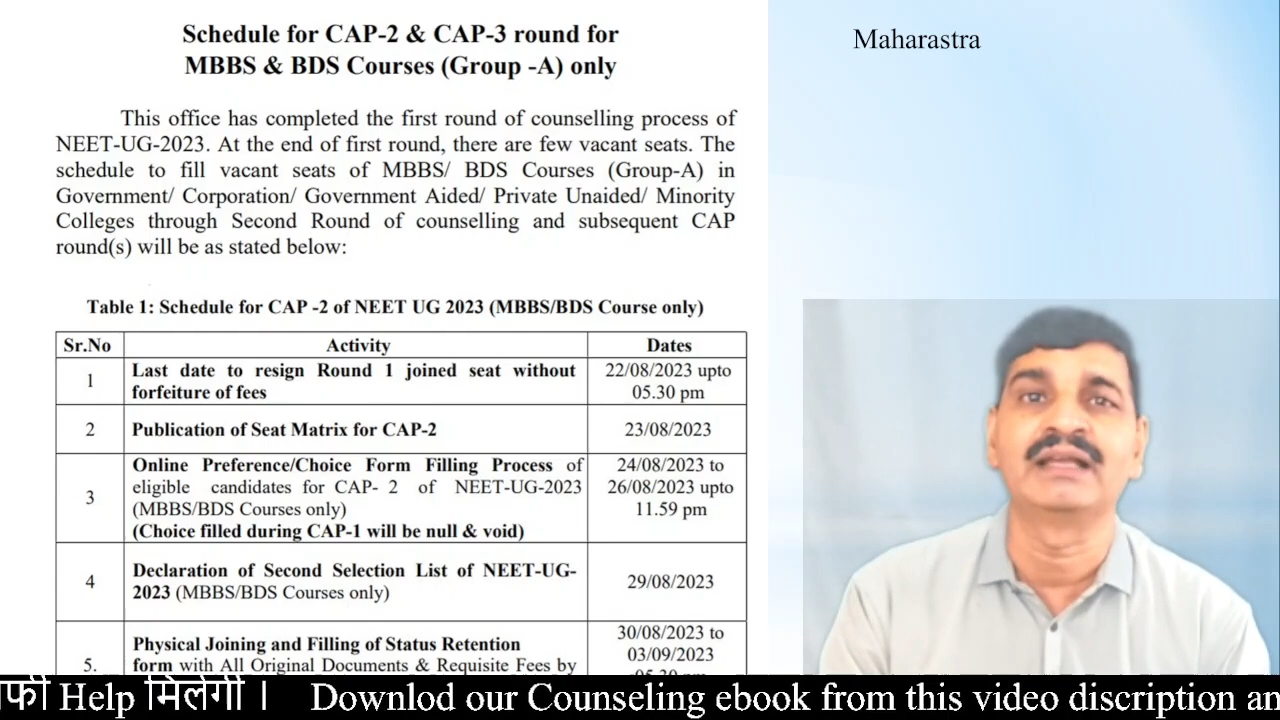 Schedule for CAP-2 & CAP-3 round for
MBBS & BDS Courses (Group -A) only
Maharastra
This office has completed the first round of counselling process of
NEET-UG-2023. At the end of first round, there are few vacant seats. The
schedule to fill vacant seats of MBBS/ BDS Courses (Group-A) in
Government/ Corporation/ Government Aided/ Private Unaided/ Minority
Colleges through Second Round of counselling and subsequent CAP
round(s) will be as stated below:
Table 1: Schedule for CAP -2 of NEET UG 2023 (MBBS/BDS Course only)
Sr.No Activity Dates
1 Last date to resign Round 1 joined seat without 22/08/2023 upto
forfeiture of fees 05.30 pm
2 Publication of Seat Matrix for CAP-2 23/08/2023
Online Preference/Choice Form Filling Process of 24/08/2023 to
3 eligible candidates for CAP- 2 of NEET-UG-2023 26/08/2023 upto
(MBBS/BDS Courses only) 11.59 pm
(Choice filled during CAP-1 will be null & void)
4 Declaration of Second Selection List of NEET-UG- 29/08/2023
2023 (MBBS/BDS Courses only)
Physical Joining and Filling of Status Retention 30/08/2023 to
5. form with All Original Documents & Requisite Fees by 03/09/2023
Help मिलेगी । Downlod our Counseling ebook from this video discription